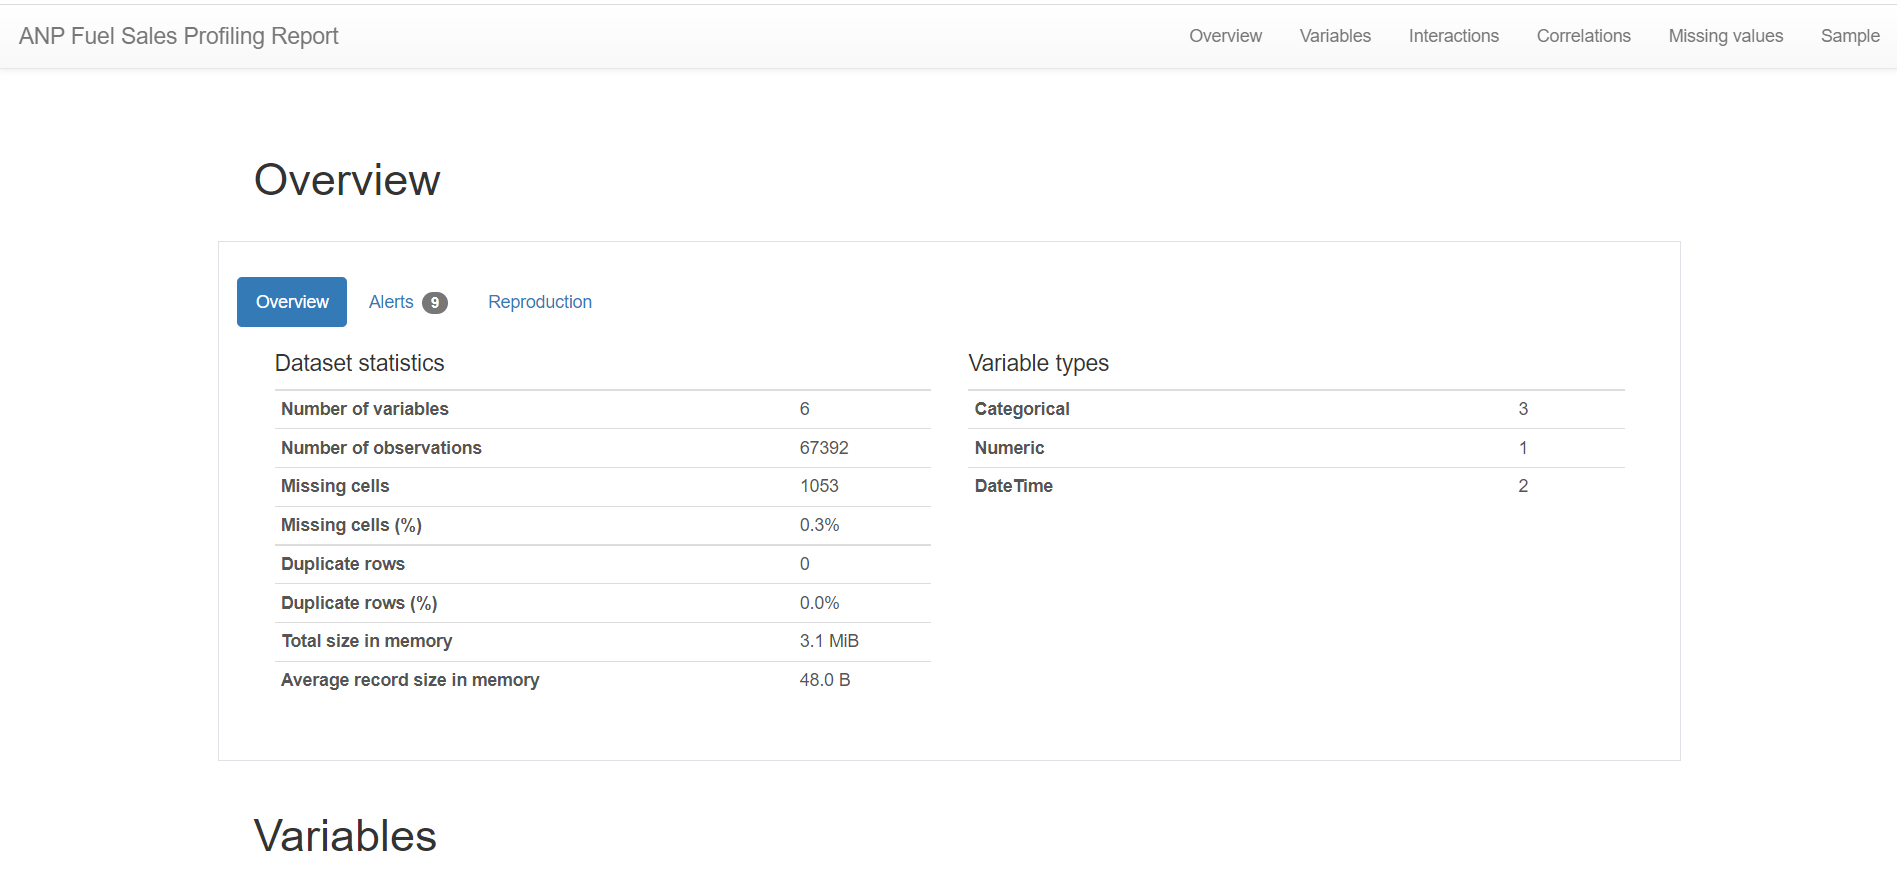 ANP Fuel Sales Profiling Report Overview Variables Interactions Correlations Missing values Sample
Overview
Overview Alerts 9 Reproduction
Dataset statistics
Number of variables 6
Number of observations 67392
Missing cells 1053
Missing cells (%) 0.3%
Duplicate rows 0
Duplicate rows (%) 0.0%
Total size in memory 3.1 MiB
Average record size in memory 48.0 B
Variable types
Categorical 3
Numeric 1
DateTime 2
Variables